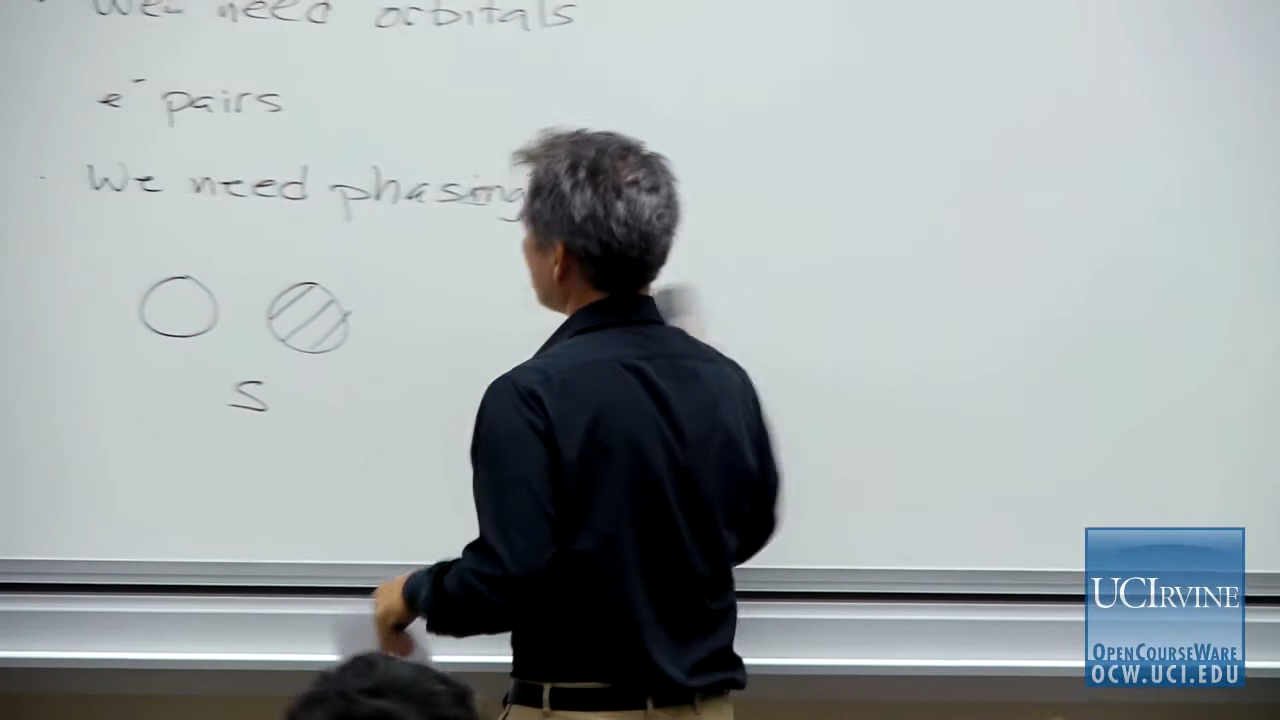 We need orbitals
e⁻ pairs
We need phasing
S
UCIRVINE
OPENCOURSEWARE
OCW.UCI.EDU